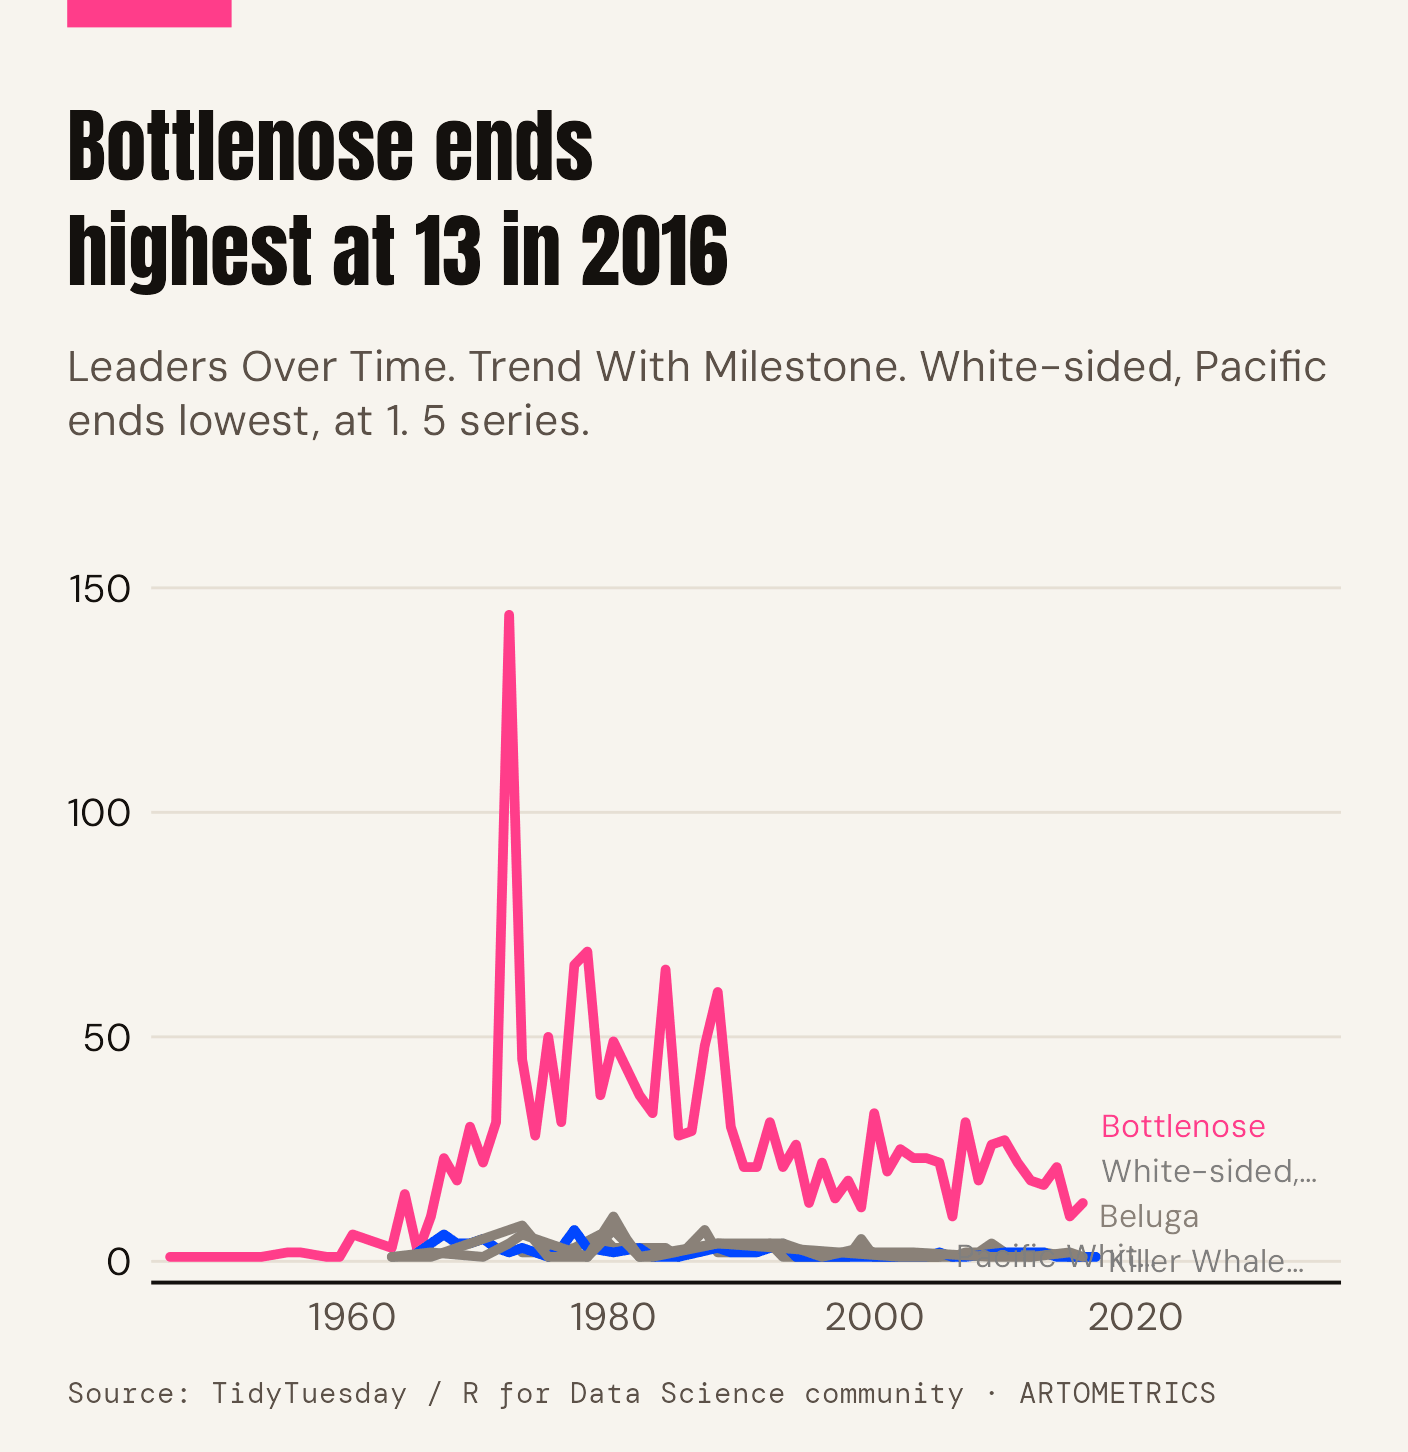 Bottlenose ends
highest at 13 in 2016
Leaders Over Time. Trend With Milestone. White-sided, Pacific
ends lowest, at 1. 5 series.
150
100
50
0
Bottlenose
White-sided,...
Beluga
Pacific Whit...
Killer Whale...
1960 1980 2000 2020
Source: TidyTuesday / R for Data Science community · ARTOMETRICS